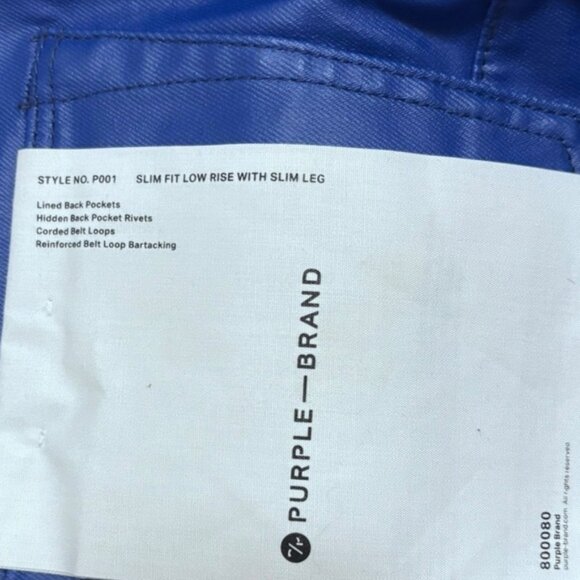 STYLE NO. P001 SLIM FIT LOW RISE WITH SLIM LEG
Lined Back Pockets
Hidden Back Pocket Rivets
Corded Belt Loops
Reinforced Belt Loop Bartacking
PURPLE—BRAND
800080
Purple Brand
purple-brand.com All rights reserved